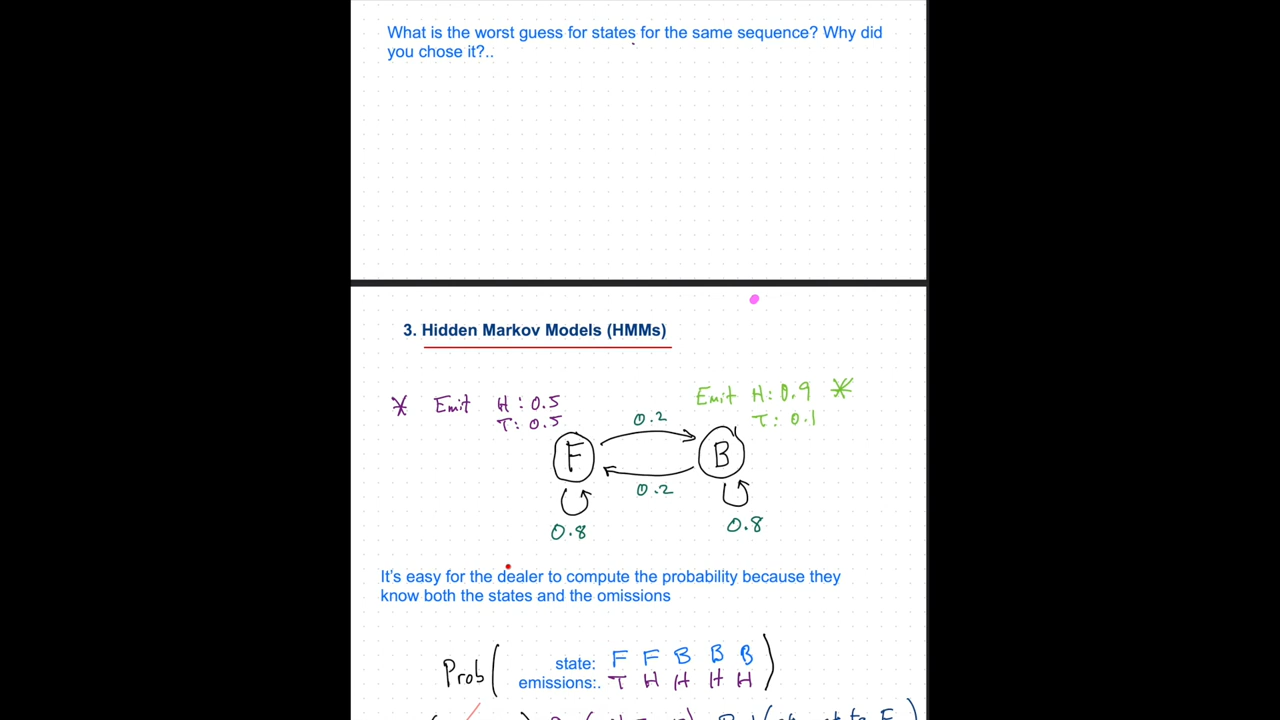 What is the worst guess for states for the same sequence? Why did
you chose it?..
3. Hidden Markov Models (HMMs)
* Emit H: 0.5
T: 0.5
Emit H: 0.9 *
T: 0.1
0.2
F
B
0.2
0.8
0.8
It's easy for the dealer to compute the probability because they
know both the states and the omissions
Prob(
state: F F B B B
emissions:. T H H H H
)